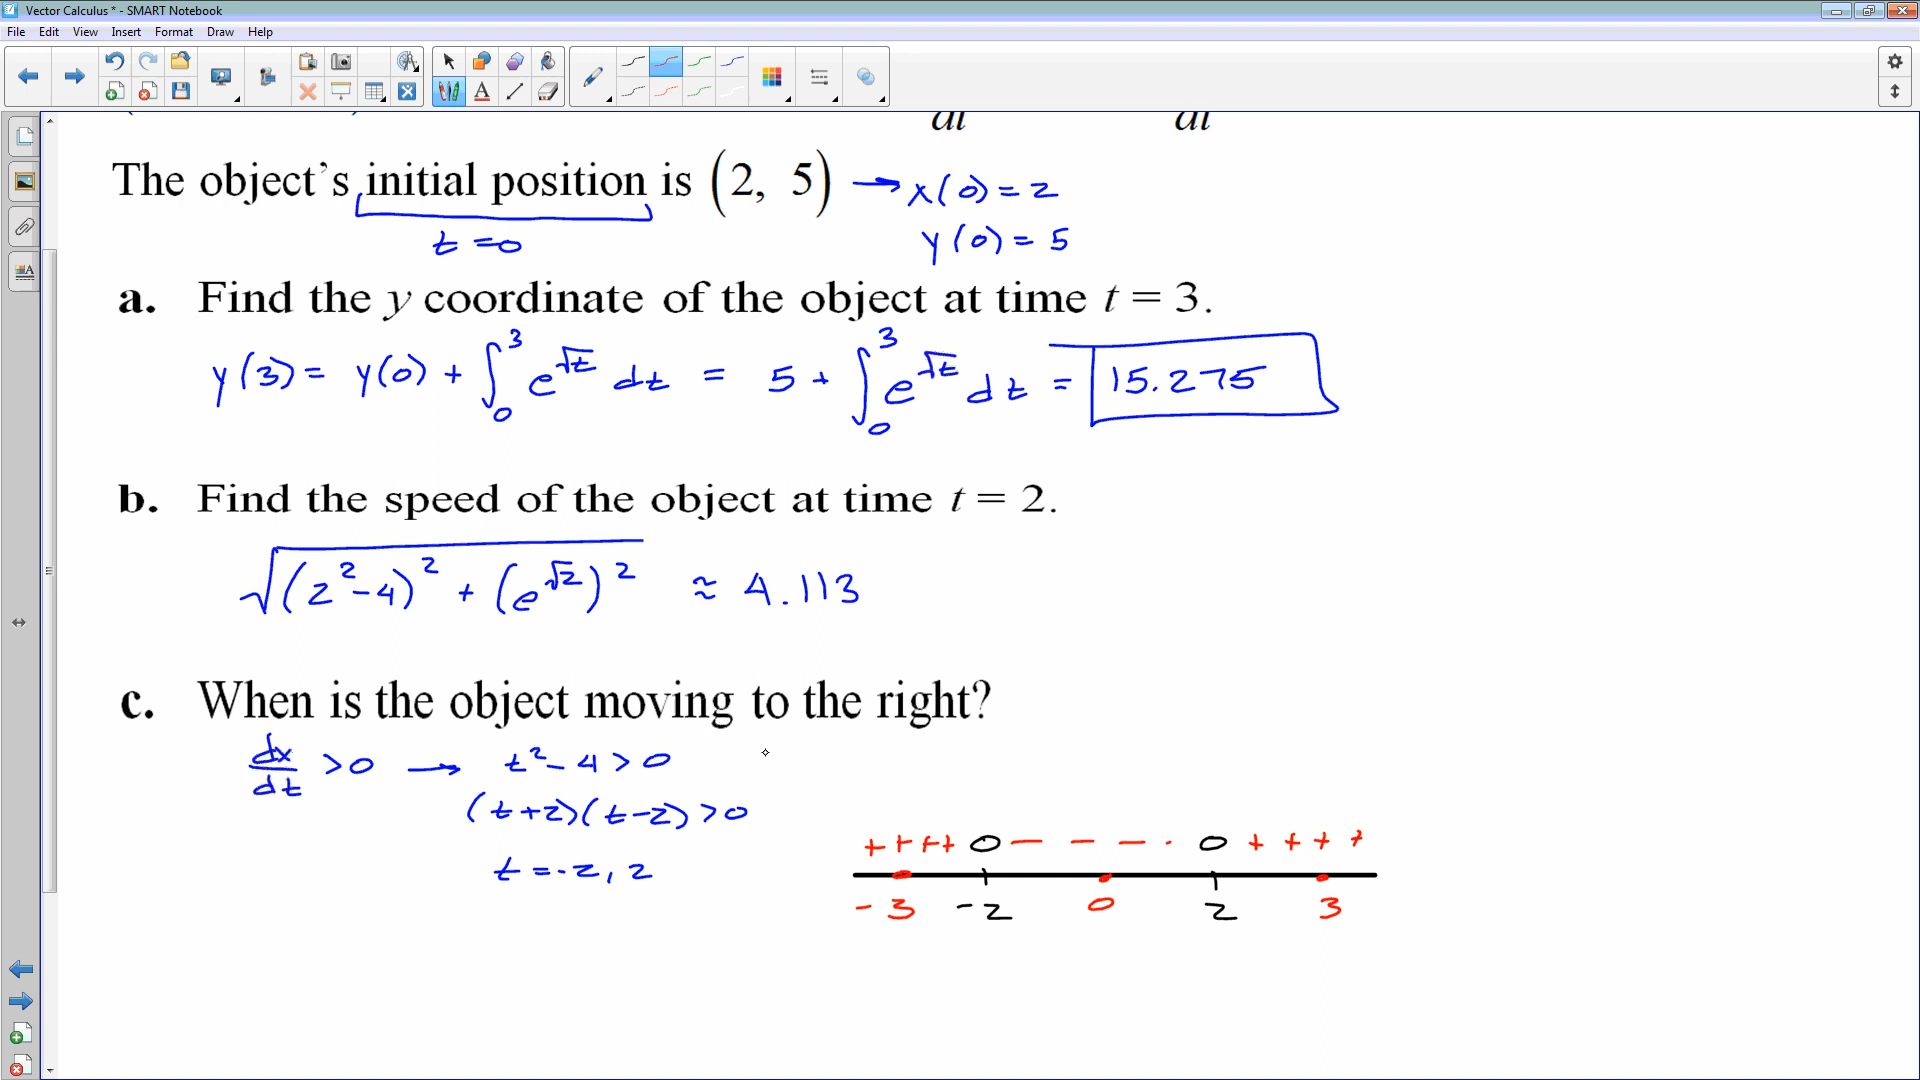 Vector Calculus * - SMART Notebook
File Edit View Insert Format Draw Help
dt dt
The object's initial position is (2, 5) → x(0) = 2
t = 0 y(0) = 5
a. Find the y coordinate of the object at time t = 3.
y(3) = y(0) + ∫₀³ e^√t dt = 5 + ∫₀³ e^√t dt = 15.275
b. Find the speed of the object at time t = 2.
√((2²-4)² + (e^√2)²) ≈ 4.113
c. When is the object moving to the right?
dx/dt > 0 → t² - 4 > 0
(t+2)(t-2) > 0
++++ 0 - - - · 0 ++++
t = -2, 2
-3 -2 0 2 3